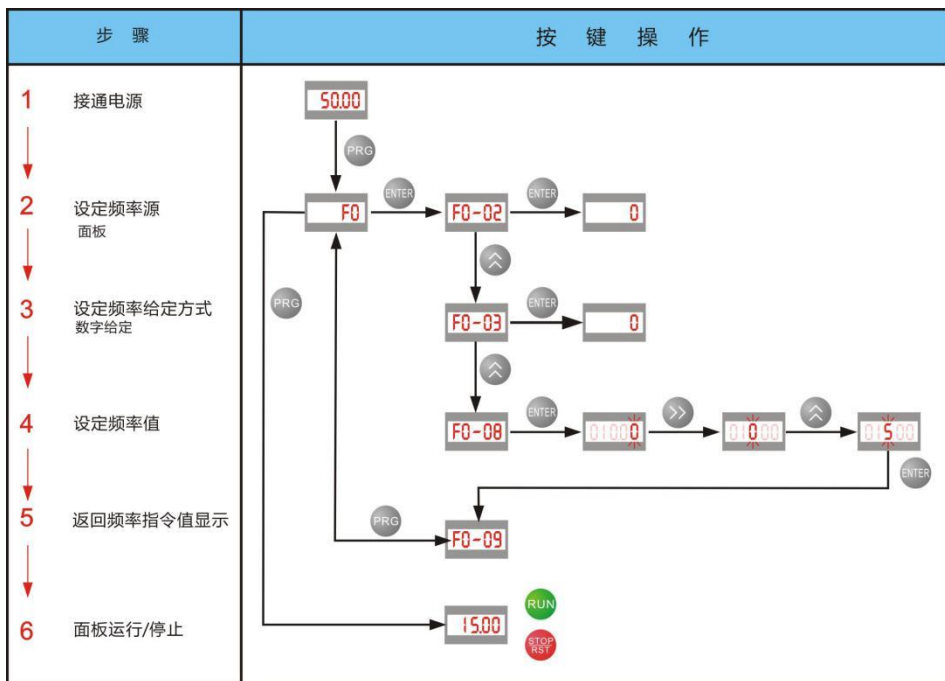 步 骤
按 键 操 作
1 接通电源
50.00
PRG
2 设定频率源
面板
F0
ENTER
F0-02
ENTER
0
PRG
3 设定频率给定方式
数字给定
F0-03
ENTER
0
4 设定频率值
F0-08
ENTER
01000
01000
01500
ENTER
5 返回频率指令值显示
PRG
F0-09
6 面板运行/停止
15.00
RUN
STOP
RST